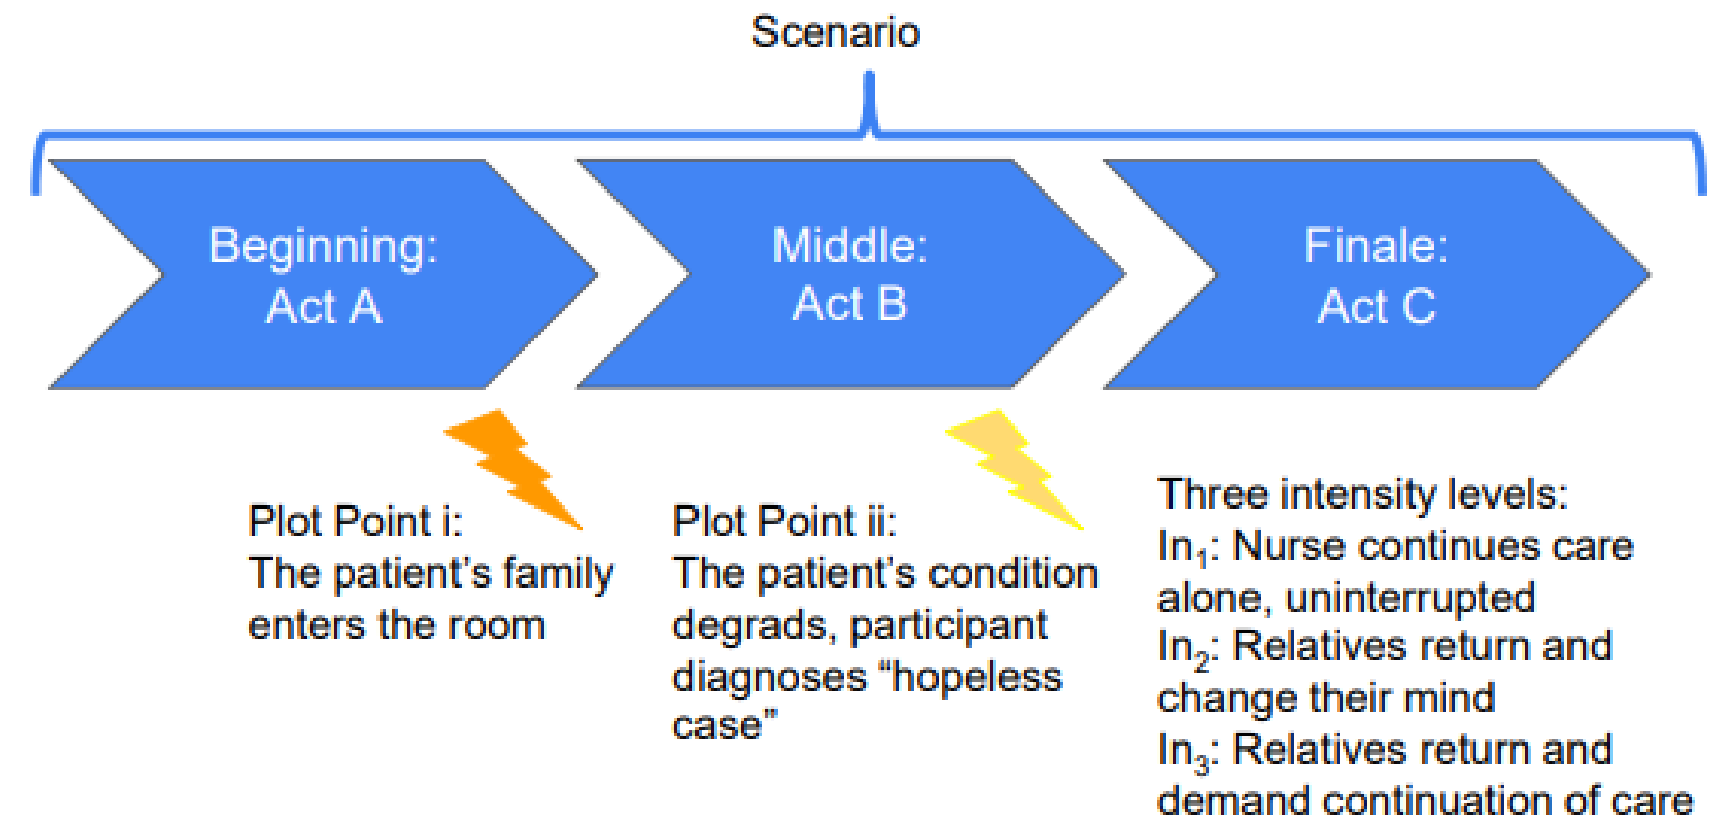 Scenario
Beginning:
Act A
Middle:
Act B
Finale:
Act C
Plot Point i:
The patient's family
enters the room
Plot Point ii:
The patient's condition
degrads, participant
diagnoses “hopeless
case”
Three intensity levels:
In₁: Nurse continues care
alone, uninterrupted
In₂: Relatives return and
change their mind
In₃: Relatives return and
demand continuation of care